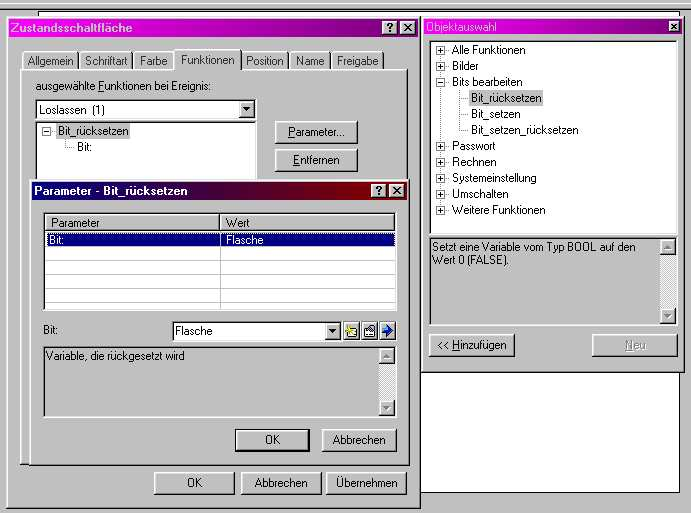 Zustandsschaltfläche
Allgemein Schriftart Farbe Funktionen Position Name Freigabe
ausgewählte Funktionen bei Ereignis:
Loslassen (1)
Bit_rücksetzen
Bit:
Parameter...
Entfernen
Parameter - Bit_rücksetzen
Parameter Wert
Bit: Flasche
Bit: Flasche
Variable, die rückgesetzt wird
OK Abbrechen
OK Abbrechen Übernehmen
Objektauswahl
Alle Funktionen
Bilder
Bits bearbeiten
Bit_rücksetzen
Bit_setzen
Bit_setzen_rücksetzen
Passwort
Rechnen
Systemeinstellung
Umschalten
Weitere Funktionen
Setzt eine Variable vom Typ BOOL auf den
Wert 0 (FALSE).
<< Hinzufügen Neu